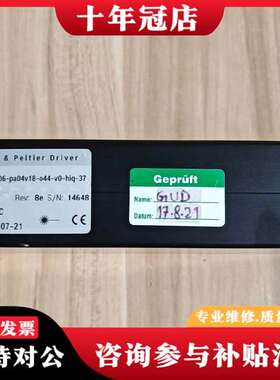 十年冠店
& Peltier Driver
06-pa04v18-o44-v0-hiq-37
Rev: 8e S/N: 14648
C
07-21
Geprüft
Name: GUD
Datum: 17.8.21
发票
专业维修.质
待对公
咨询参与补贴活